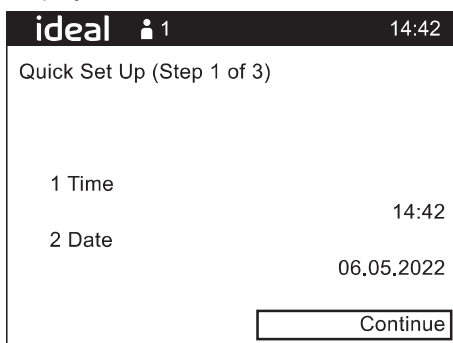 ideal 1 14:42
Quick Set Up (Step 1 of 3)
1 Time
14:42
2 Date
06.05.2022
Continue